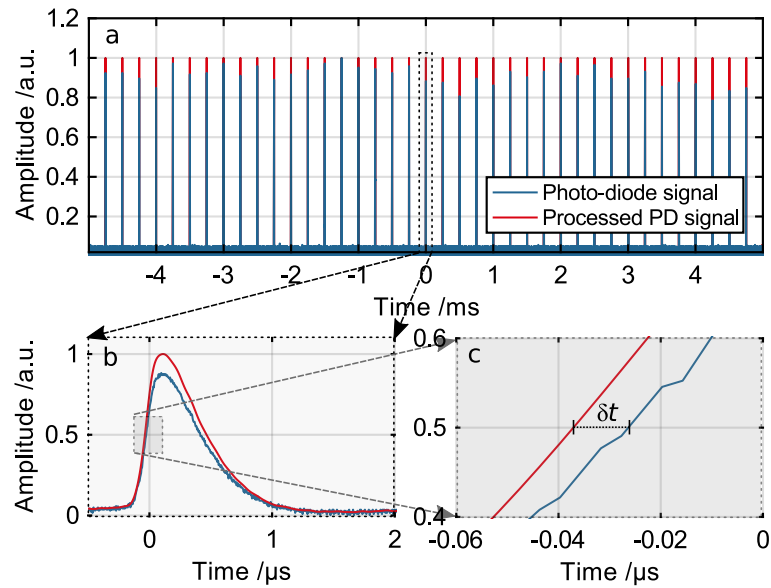 1.2
a
1
0.8
0.6
0.4
0.2
Amplitude /a.u.
Photo-diode signal
Processed PD signal
-4 -3 -2 -1 0 1 2 3 4
Time /ms
b
1
0.5
0
Amplitude /a.u.
0 1 2
Time /µs
0.6
c
δt
0.5
0.4
-0.06 -0.04 -0.02 0
Time /µs